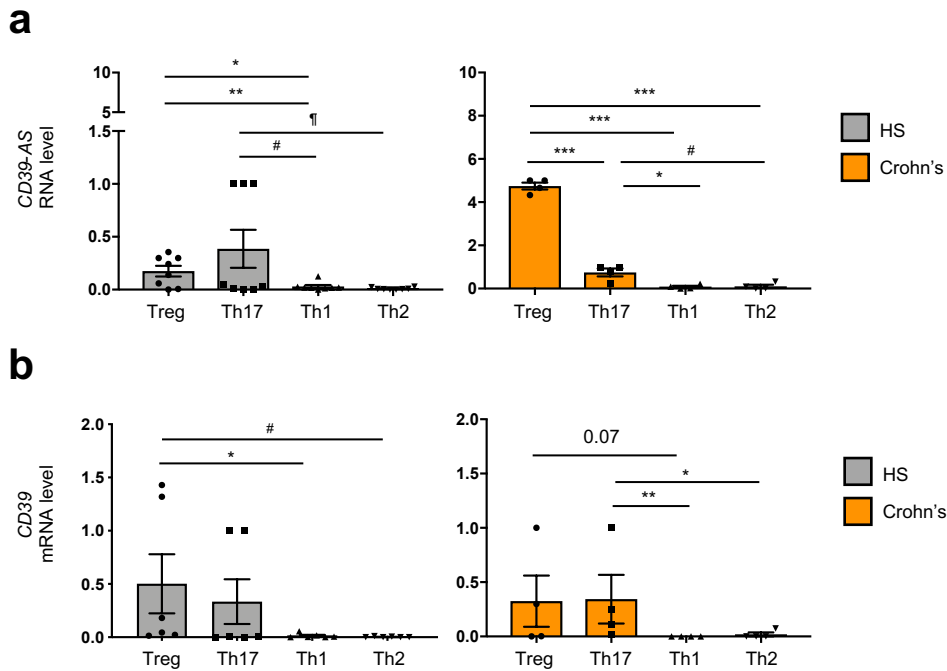 a
CD39-AS
RNA level
10
5
1.5
1.0
0.5
0.0
*
**
¶
#
Treg Th17 Th1 Th2
10
8
6
4
2
0
***
***
*** #
*
Treg Th17 Th1 Th2
HS
Crohn's
b
CD39
mRNA level
2.0
1.5
1.0
0.5
0.0
#
*
Treg Th17 Th1 Th2
2.0
1.5
1.0
0.5
0.0
0.07
*
**
Treg Th17 Th1 Th2
HS
Crohn's